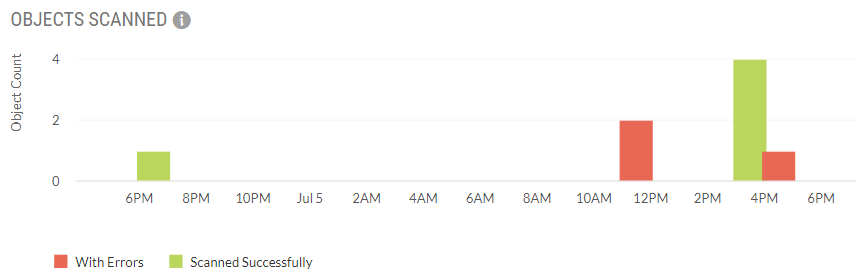 OBJECTS SCANNED i
Object Count
4
2
0
6PM 8PM 10PM Jul 5 2AM 4AM 6AM 8AM 10AM 12PM 2PM 4PM 6PM
With Errors Scanned Successfully